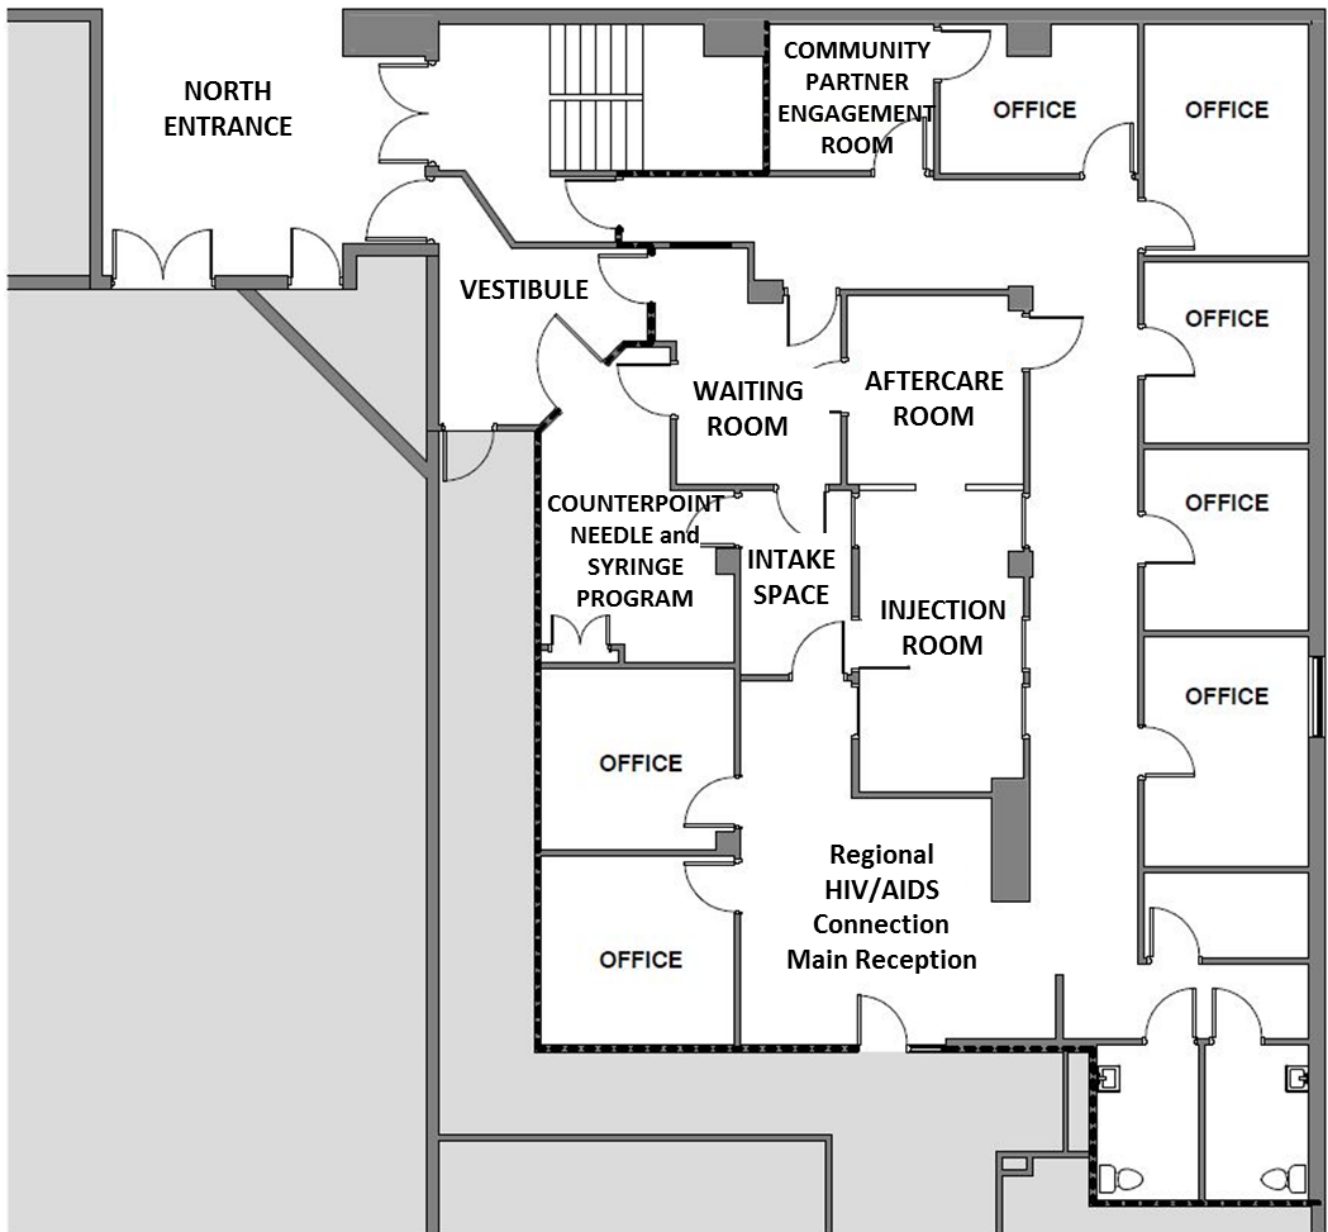 NORTH
ENTRANCE
COMMUNITY
PARTNER
ENGAGEMENT
ROOM
OFFICE
OFFICE
VESTIBULE
OFFICE
WAITING
ROOM
AFTERCARE
ROOM
COUNTERPOINT
NEEDLE and
SYRINGE
PROGRAM
INTAKE
SPACE
OFFICE
INJECTION
ROOM
OFFICE
OFFICE
Regional
HIV/AIDS
Connection
Main Reception
OFFICE